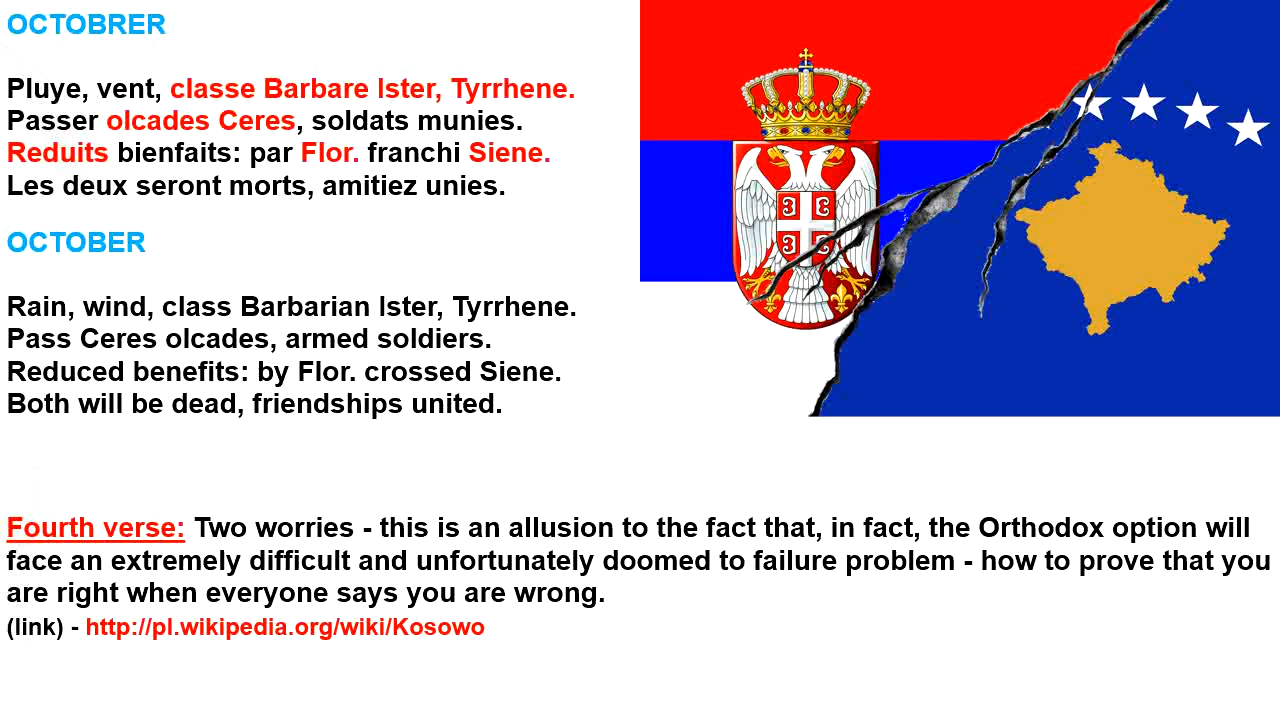 OCTOBRER
Pluye, vent, classe Barbare Ister, Tyrrhene.
Passer olcades Ceres, soldats munies.
Reduits bienfaits: par Flor. franchi Siene.
Les deux seront morts, amitiez unies.
OCTOBER
Rain, wind, class Barbarian Ister, Tyrrhene.
Pass Ceres olcades, armed soldiers.
Reduced benefits: by Flor. crossed Siene.
Both will be dead, friendships united.
Fourth verse: Two worries - this is an allusion to the fact that, in fact, the Orthodox option will
face an extremely difficult and unfortunately doomed to failure problem - how to prove that you
are right when everyone says you are wrong.
(link) - http://pl.wikipedia.org/wiki/Kosowo